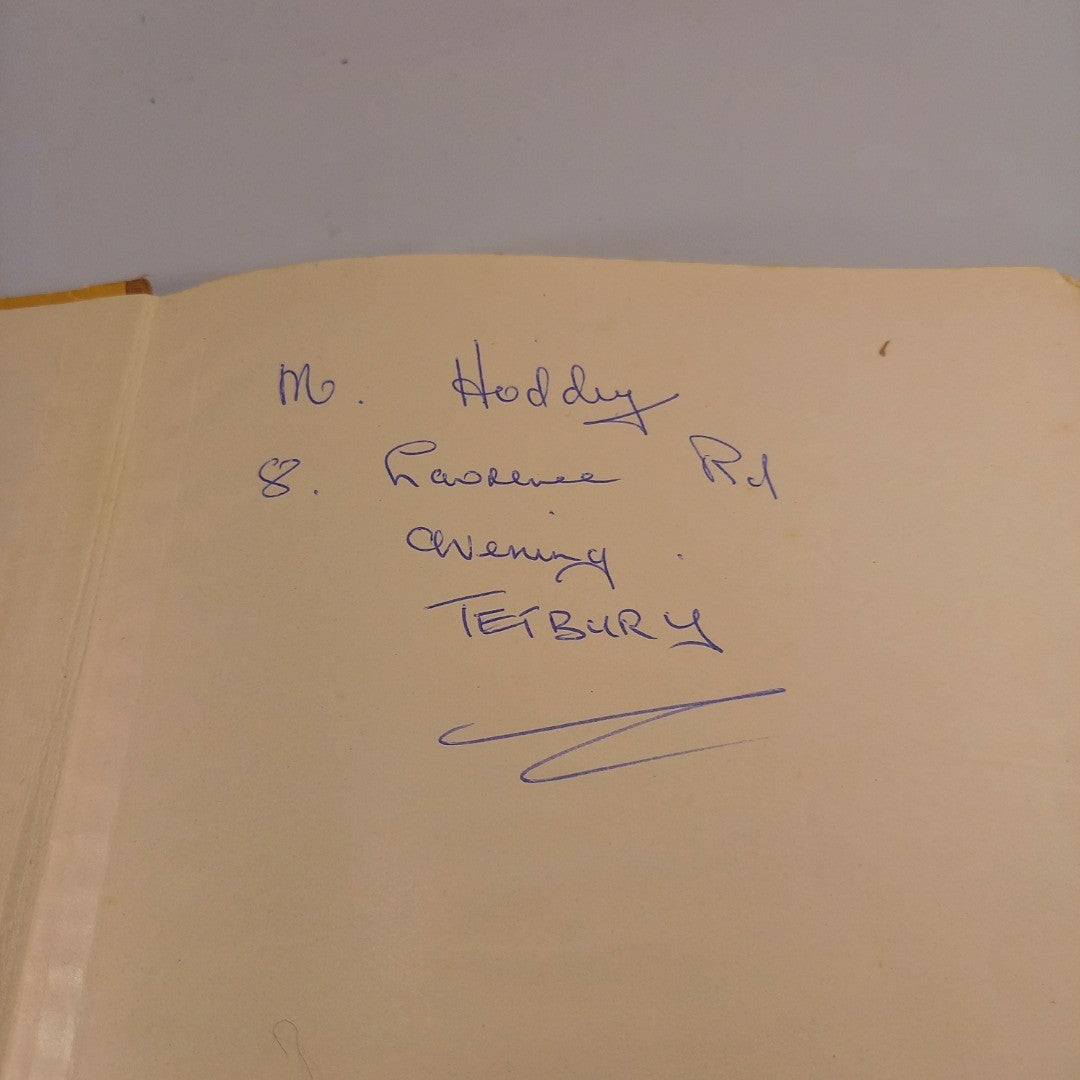 M. Hoddy
8. Lawrence Rd
Avening.
TETBURY